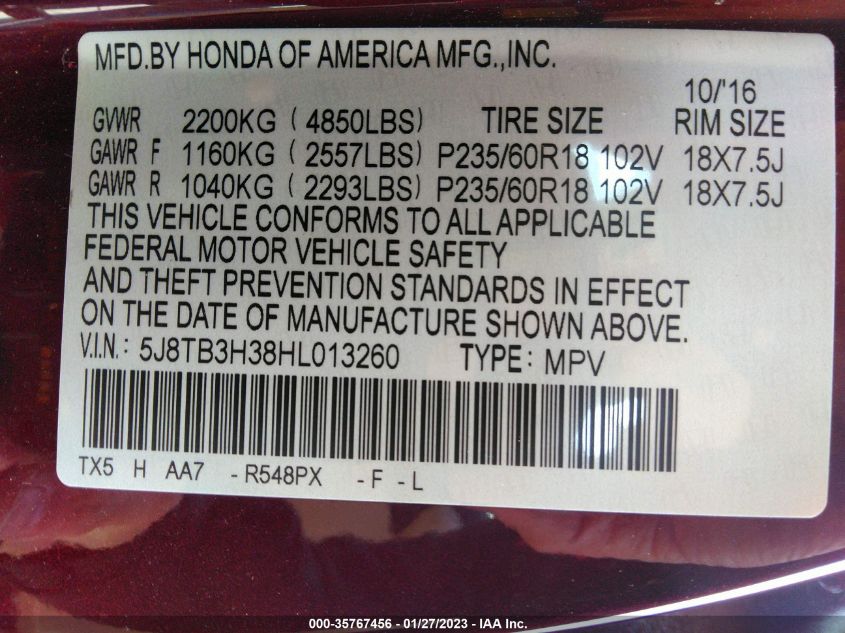 MFD.BY HONDA OF AMERICA MFG.,INC.
10/'16
GVWR 2200KG ( 4850LBS) TIRE SIZE RIM SIZE
GAWR F 1160KG ( 2557LBS) P235/60R18 102V 18X7.5J
GAWR R 1040KG ( 2293LBS) P235/60R18 102V 18X7.5J
THIS VEHICLE CONFORMS TO ALL APPLICABLE
FEDERAL MOTOR VEHICLE SAFETY
AND THEFT PREVENTION STANDARDS IN EFFECT
ON THE DATE OF MANUFACTURE SHOWN ABOVE.
V.I.N.: 5J8TB3H38HL013260 TYPE: MPV
TX5 H AA7 -R548PX -F -L
000-35767456 - 01/27/2023 - IAA Inc.